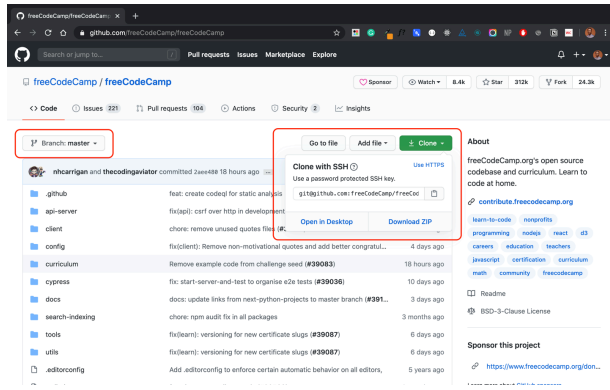 freeCodeCamp/freeCodeCamp
github.com/freeCodeCamp/freeCodeCamp
Search or jump to...
Pull requests Issues Marketplace Explore
freeCodeCamp / freeCodeCamp
Sponsor Watch 8.4k Star 312k Fork 24.3k
Code Issues 221 Pull requests 104 Actions Security 2 Insights
Branch: master
Go to file Add file Clone
nhcarrigan and thecodingaviator committed 2aee480 18 hours ago
Clone with SSH Use HTTPS
Use a password protected SSH key.
git@github.com:freeCodeCamp/freeCod
Open in Desktop Download ZIP
.github feat: create codeql for static analysis
api-server fix(api): csrf over http in development
client chore: remove unused quotes files
config fix(client): Remove non-motivational quotes and add better congratul... 4 days ago
curriculum Remove example code from challenge seed (#39083) 18 hours ago
cypress fix: start-server-and-test to organise e2e tests (#39036) 10 days ago
docs docs: update links from next-python-projects to master branch (#391... 3 days ago
search-indexing chore: npm audit fix in all packages 3 months ago
tools fix(learn): versioning for new certificate slugs (#39087) 6 days ago
utils fix(learn): versioning for new certificate slugs (#39087) 6 days ago
.editorconfig Add .editorconfig to enforce certain automatic behavior on all editors, 5 years ago
About
freeCodeCamp.org's open source
codebase and curriculum. Learn to
code at home.
contribute.freecodecamp.org
learn-to-code nonprofits
programming nodejs react d3
careers education teachers
javascript certification curriculum
math community freecodecamp
Readme
BSD-3-Clause License
Sponsor this project
https://www.freecodecamp.org/don...